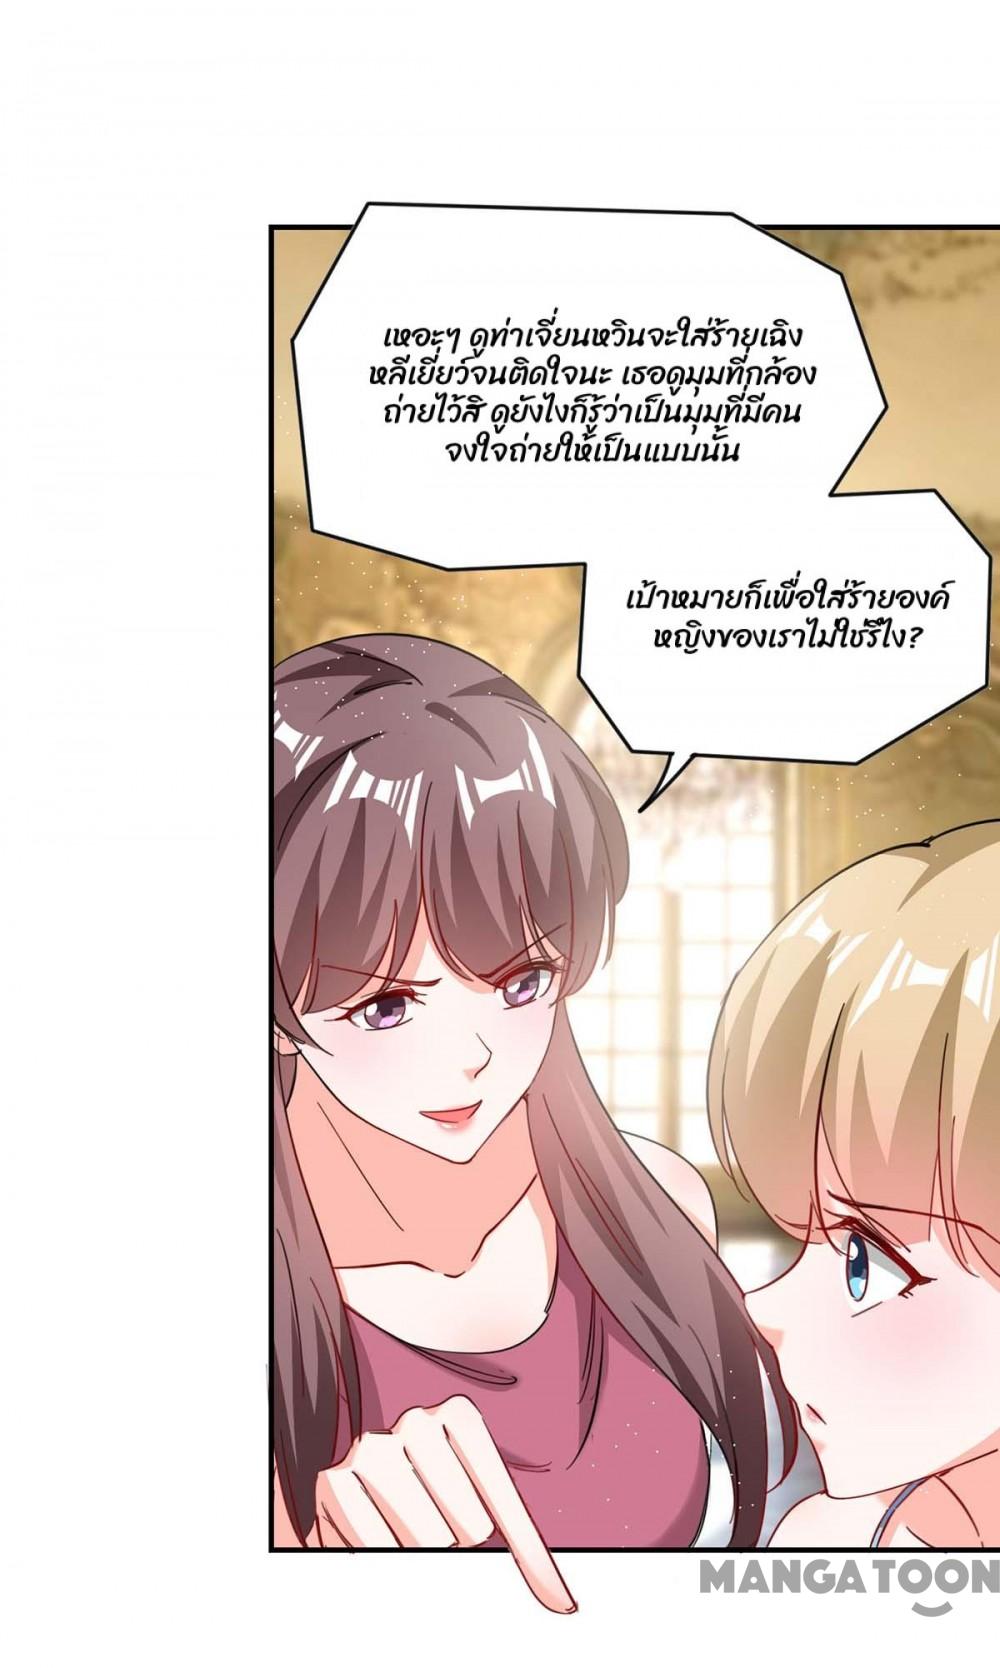 เหอะๆ ดูท่าเจี่ยนหวินจะใส่ร้ายเฉิง
หลีเยี่ยว์จนติดใจนะ เธอดูมุมที่กล้อง
ถ่ายไว้สิ ดูยังไงก็รู้ว่าเป็นมุมที่มีคน
จงใจถ่ายให้เป็นแบบนั้น
เป้าหมายก็เพื่อใส่ร้ายองค์
หญิงของเราไม่ใช่รึไง?
MANGATOON